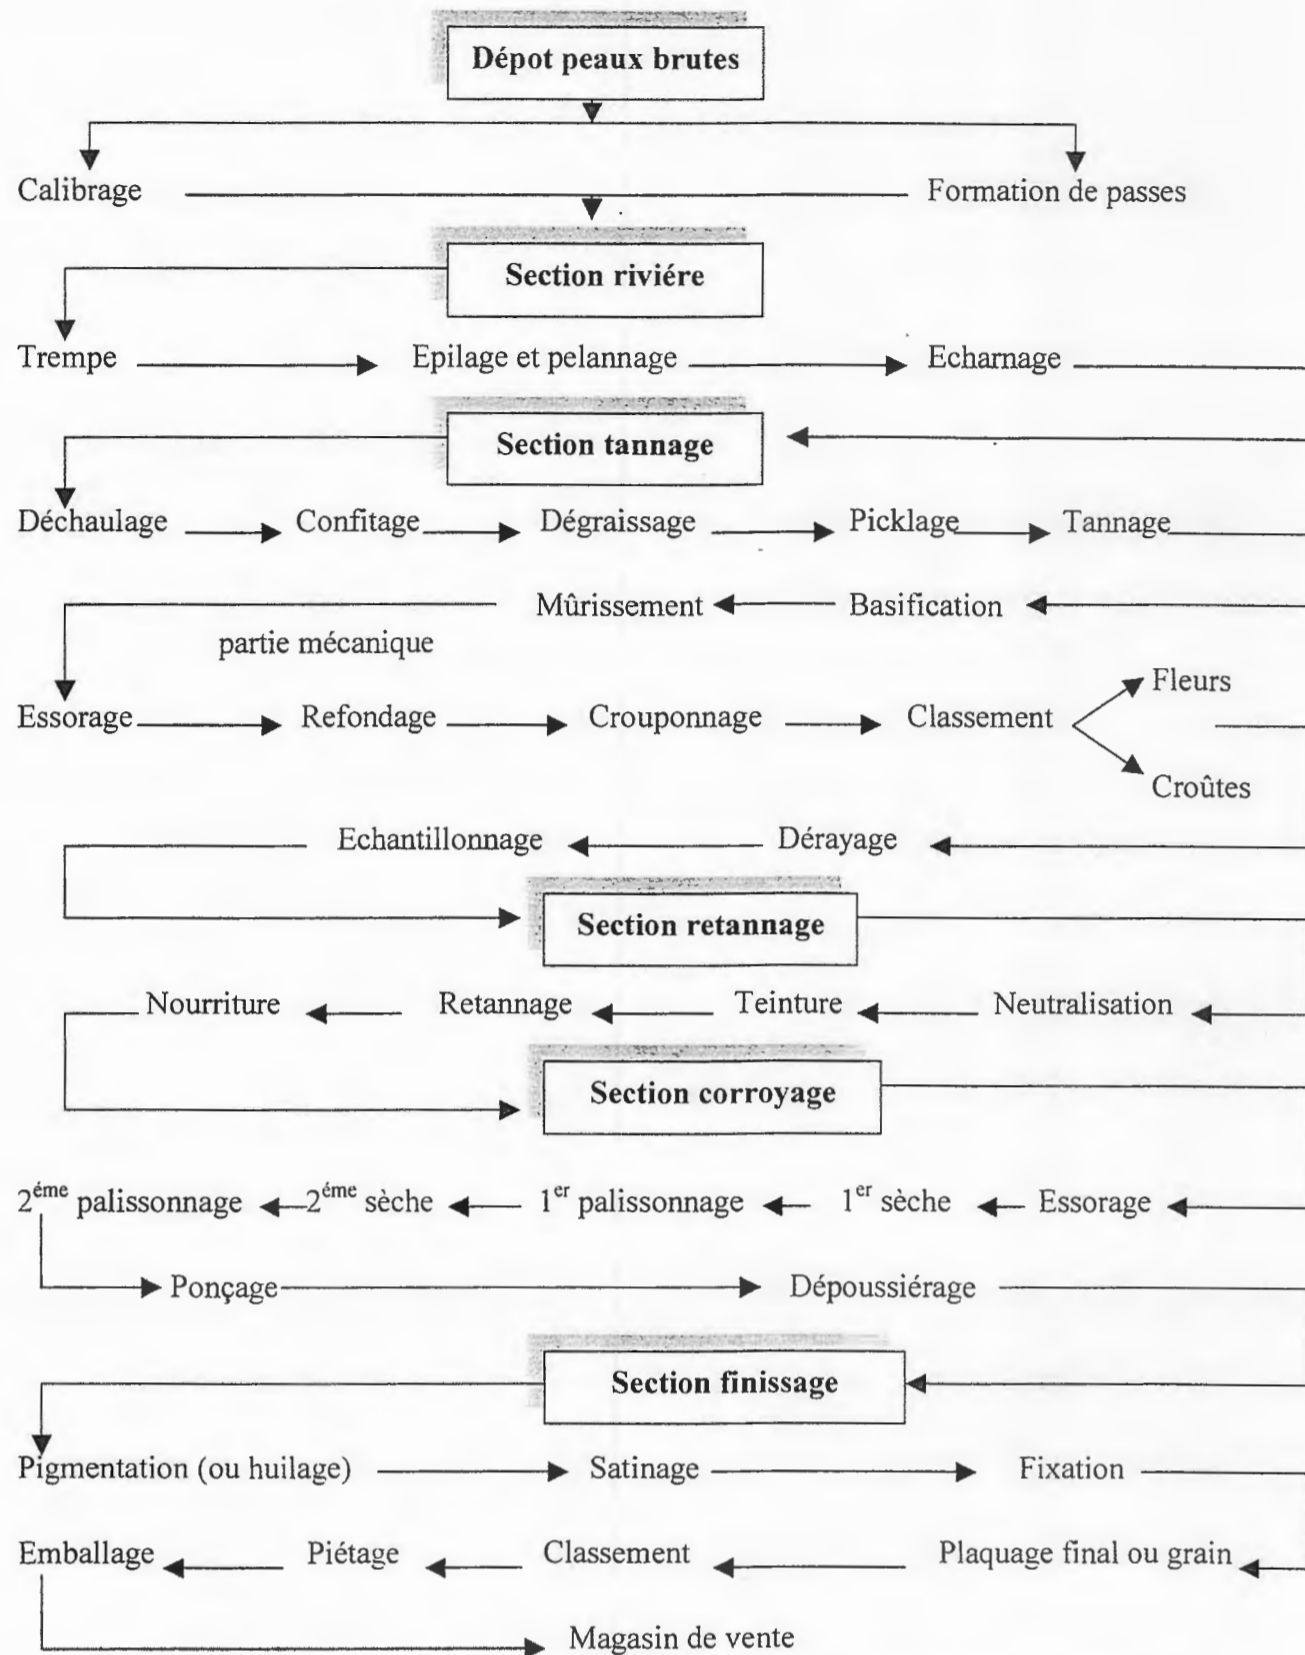 Dépot peaux brutes
Calibrage Formation de passes
Section riviére
Trempe Epilage et pelannage Echarnage
Section tannage
Déchaulage Confitage Dégraissage Picklage Tannage
Mûrissement Basification
partie mécanique
Fleurs
Essorage Refondage Crouponnage Classement
Croûtes
Echantillonnage Dérayage
Section retannage
Nourriture Retannage Teinture Neutralisation
Section corroyage
2éme palissonnage 2éme sèche 1er palissonnage 1er sèche Essorage
Ponçage Dépoussiérage
Section finissage
Pigmentation (ou huilage) Satinage Fixation
Emballage Piétage Classement Plaquage final ou grain
Magasin de vente